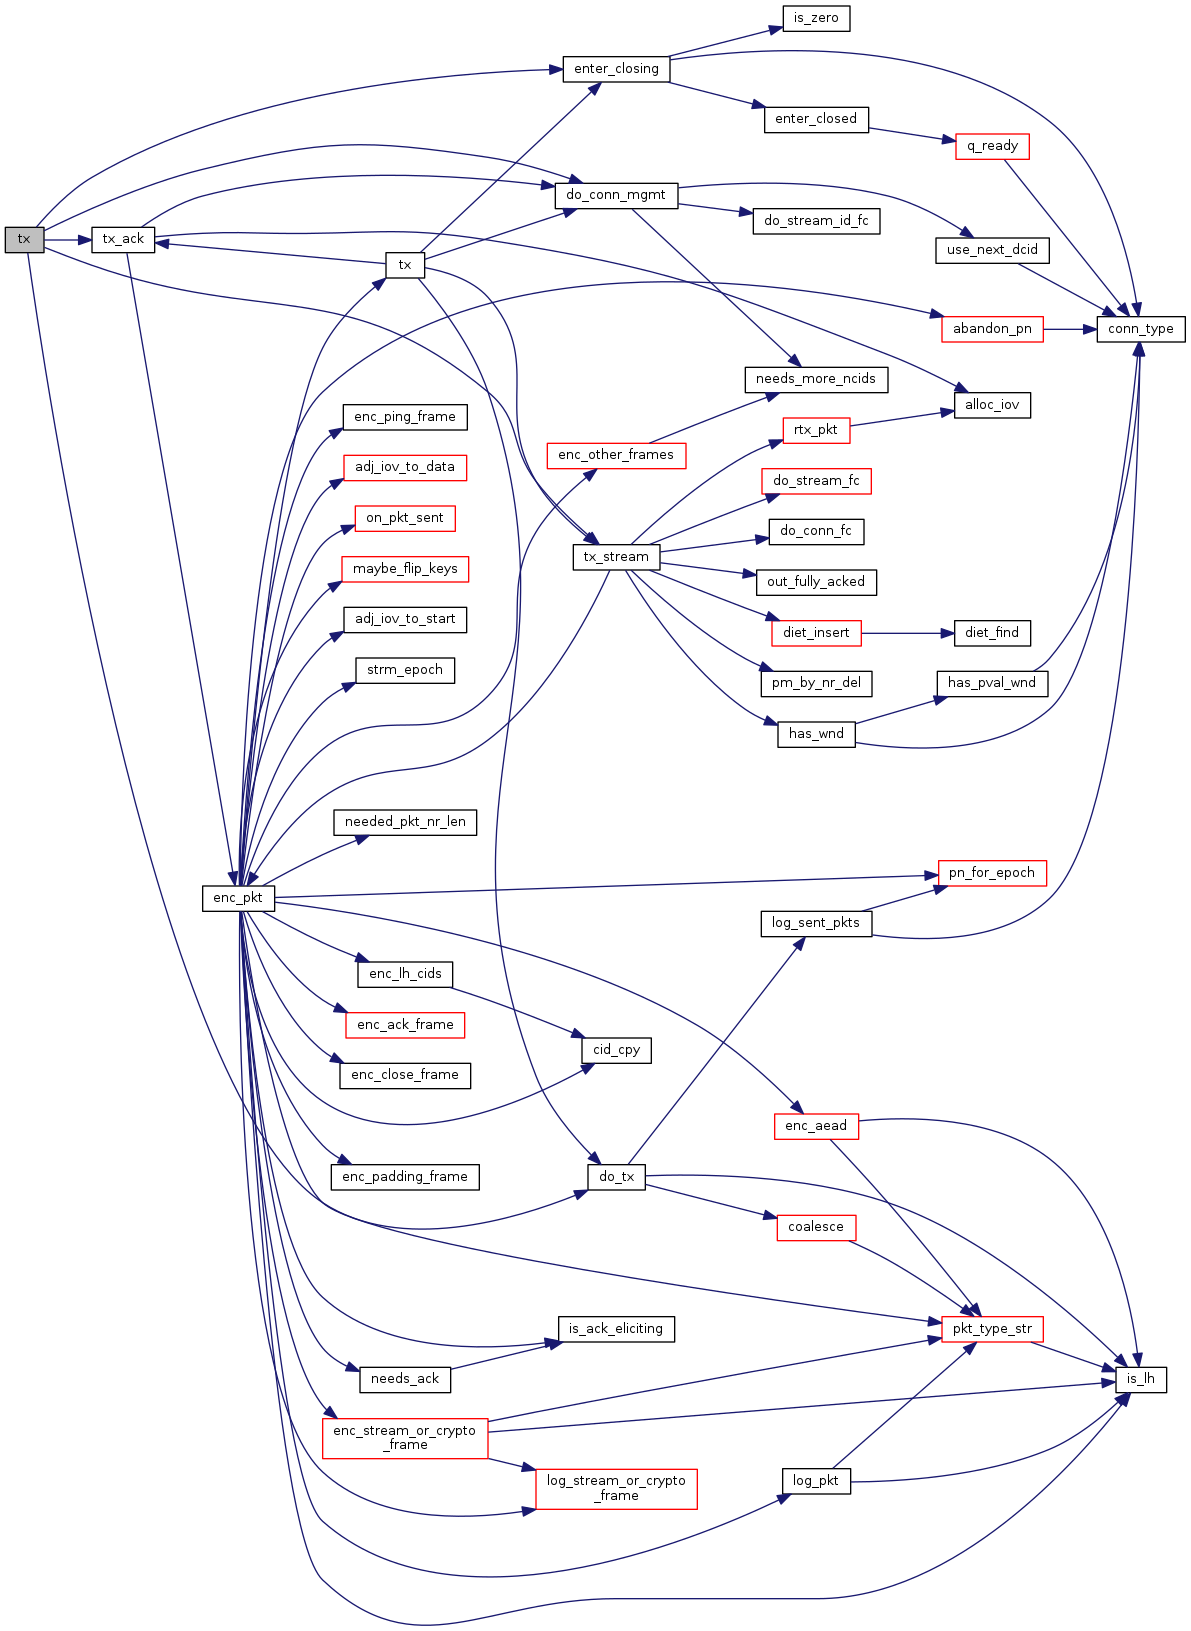 is_zero
enter_closing
enter_closed
q_ready
do_conn_mgmt
do_stream_id_fc
tx
tx_ack
use_next_dcid
tx
abandon_pn
conn_type
needs_more_ncids
alloc_iov
enc_ping_frame
rtx_pkt
enc_other_frames
adj_iov_to_data
do_stream_fc
on_pkt_sent
do_conn_fc
tx_stream
maybe_flip_keys
out_fully_acked
adj_iov_to_start
diet_insert
diet_find
strm_epoch
pm_by_nr_del
has_pval_wnd
has_wnd
needed_pkt_nr_len
pn_for_epoch
enc_pkt
log_sent_pkts
enc_lh_cids
enc_ack_frame
cid_cpy
enc_close_frame
enc_aead
enc_padding_frame
do_tx
coalesce
is_ack_eliciting
pkt_type_str
needs_ack
is_lh
enc_stream_or_crypto
_frame
log_stream_or_crypto
_frame
log_pkt